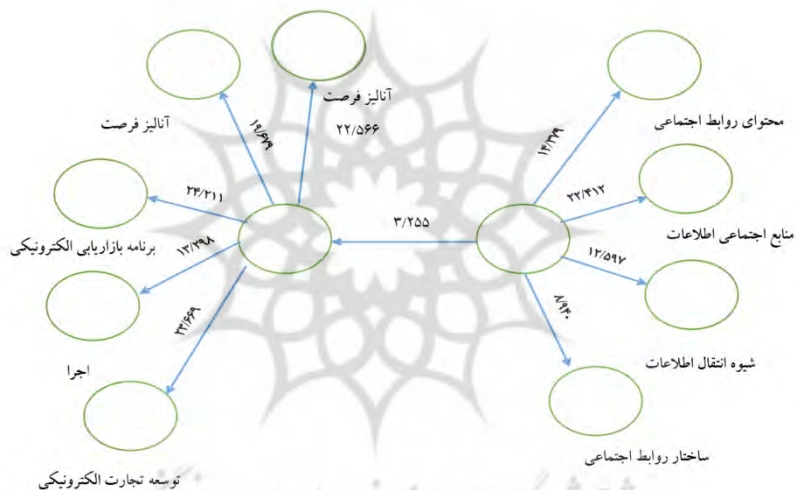 آنالیز فرصت
۲۲/۵۶۶
آنالیز فرصت
۱۹/۶۷۹
محتوای روابط اجتماعی
۱۴/۳۷۹
۲۴/۲۱۱
برنامه بازاریابی الکترونیکی
۳/۲۵۵
۲۲/۴۱۲
منابع اجتماعی اطلاعات
۱۳/۲۹۸
اجرا
۱۲/۵۹۷
شیوه انتقال اطلاعات
۲۳/۶۶۹
توسعه تجارت الکترونیکی
۸/۹۴۰
ساختار روابط اجتماعی